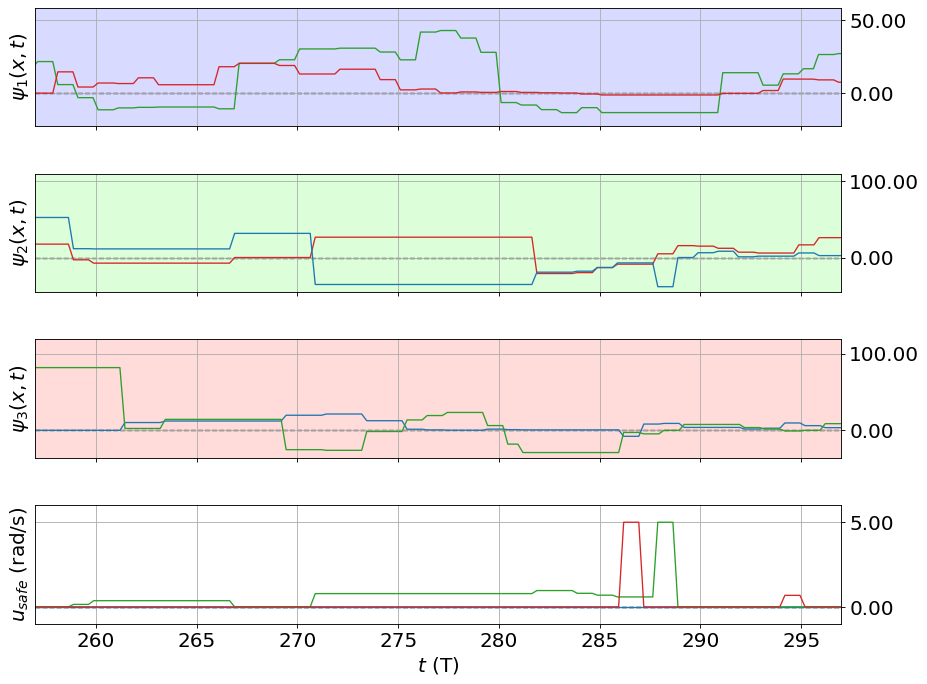 ψ₁(x, t)
50.00
0.00
ψ₂(x, t)
100.00
0.00
ψ₃(x, t)
100.00
0.00
u_safe (rad/s)
5.00
0.00
260 265 270 275 280 285 290 295
t (T)